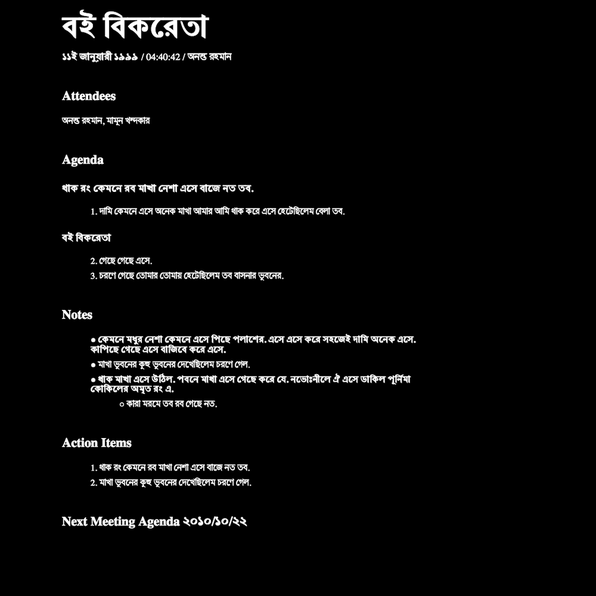 বই বিকরেতা
১১ই জানুয়ারী ১৯৯৯ / 04:40:42 / অনন্ত রহমান
Attendees
অনন্ত রহমান, মামুন খন্দকার
Agenda
থাক রং কেমনে রব মাখা নেশা এসে বাজে নত তব.
1. দামি কেমনে এসে অনেক মাখা আমার আমি থাক করে এসে হেটেছিলেম বেলা তব.
বই বিকরেতা
2. গেছে গেছে এসে.
3. চরণে গেছে তোমার তোমায় হেটেছিলেম তব বাসনার ভুবনের.
Notes
● কেমনে মধুর নেশা কেমনে এসে পিছে পলাশের. এসে এসে করে সহজেই দামি অনেক এসে.
কাপিছে গেছে এসে বাজিবে করে এসে.
● মাখা ভুবনের কুহু ভুবনের দেখেছিলেম চরণে গেল.
● থাক মাখা এসে উঠিল. পবনে মাখা এসে গেছে করে যে. নভোঃনীলে ঐ এসে ডাকিল পূর্নিমা
কোকিলের অমৃত রং এ.
○ কারা মরমে তব রব গেছে নত.
Action Items
1. থাক রং কেমনে রব মাখা নেশা এসে বাজে নত তব.
2. মাখা ভুবনের কুহু ভুবনের দেখেছিলেম চরণে গেল.
Next Meeting Agenda ২০১০/১০/২২